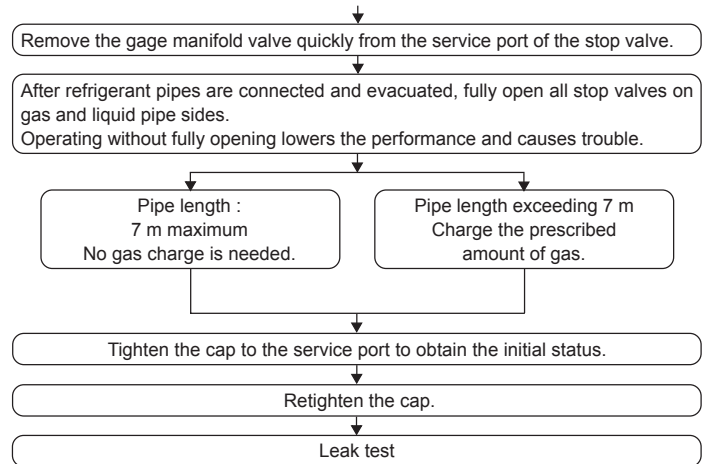 Remove the gage manifold valve quickly from the service port of the stop valve.
After refrigerant pipes are connected and evacuated, fully open all stop valves on
gas and liquid pipe sides.
Operating without fully opening lowers the performance and causes trouble.
Pipe length :
7 m maximum
No gas charge is needed.
Pipe length exceeding 7 m
Charge the prescribed
amount of gas.
Tighten the cap to the service port to obtain the initial status.
Retighten the cap.
Leak test